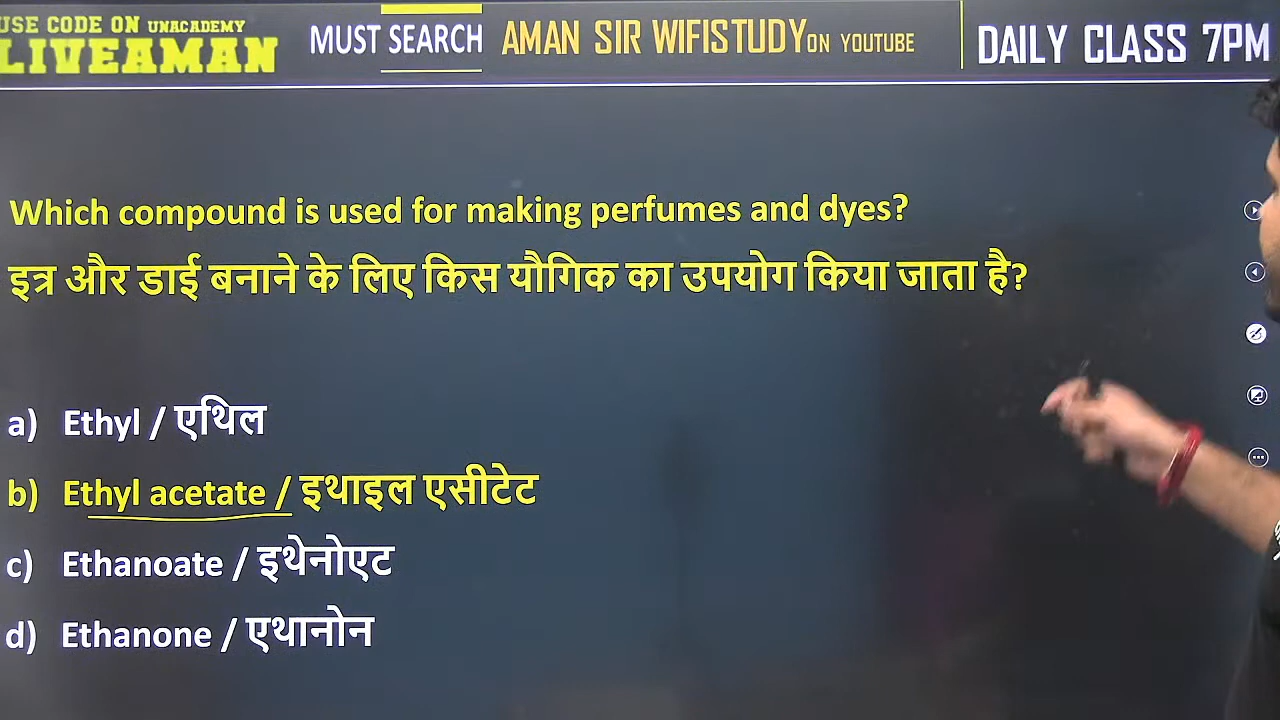 USE CODE ON UNACADEMY
LIVEAMAN
MUST SEARCH AMAN SIR WIFISTUDY ON YOUTUBE
DAILY CLASS 7PM
Which compound is used for making perfumes and dyes?
इत्र और डाई बनाने के लिए किस यौगिक का उपयोग किया जाता है?
a) Ethyl / एथिल
b) Ethyl acetate / इथाइल एसीटेट
c) Ethanoate / इथेनोएट
d) Ethanone / एथानोन